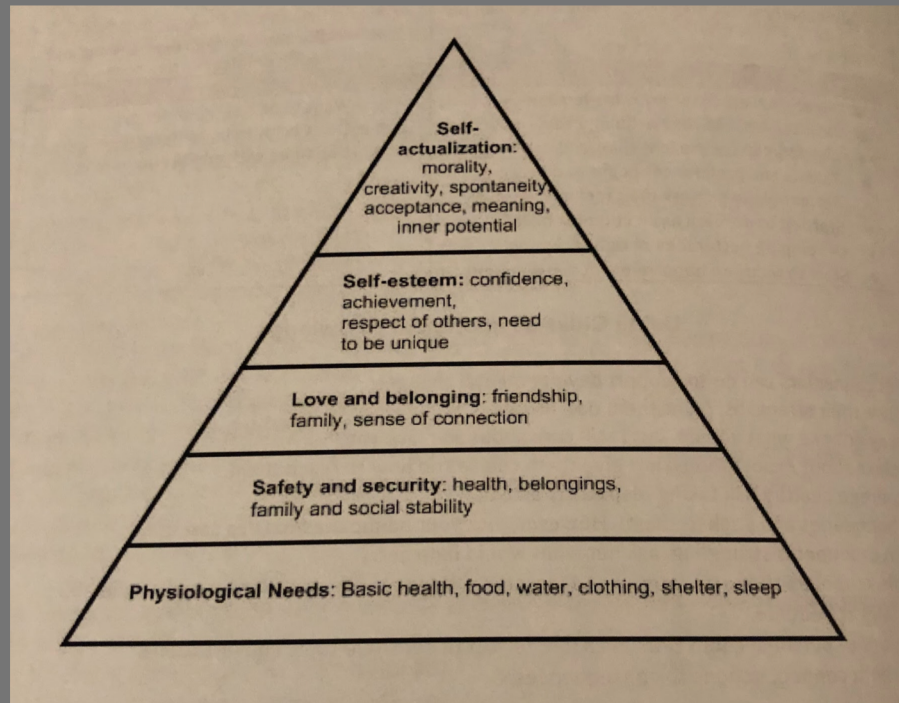 Self-
actualization:
morality,
creativity, spontaneity,
acceptance, meaning,
inner potential
Self-esteem: confidence,
achievement,
respect of others, need
to be unique
Love and belonging: friendship,
family, sense of connection
Safety and security: health, belongings,
family and social stability
Physiological Needs: Basic health, food, water, clothing, shelter, sleep